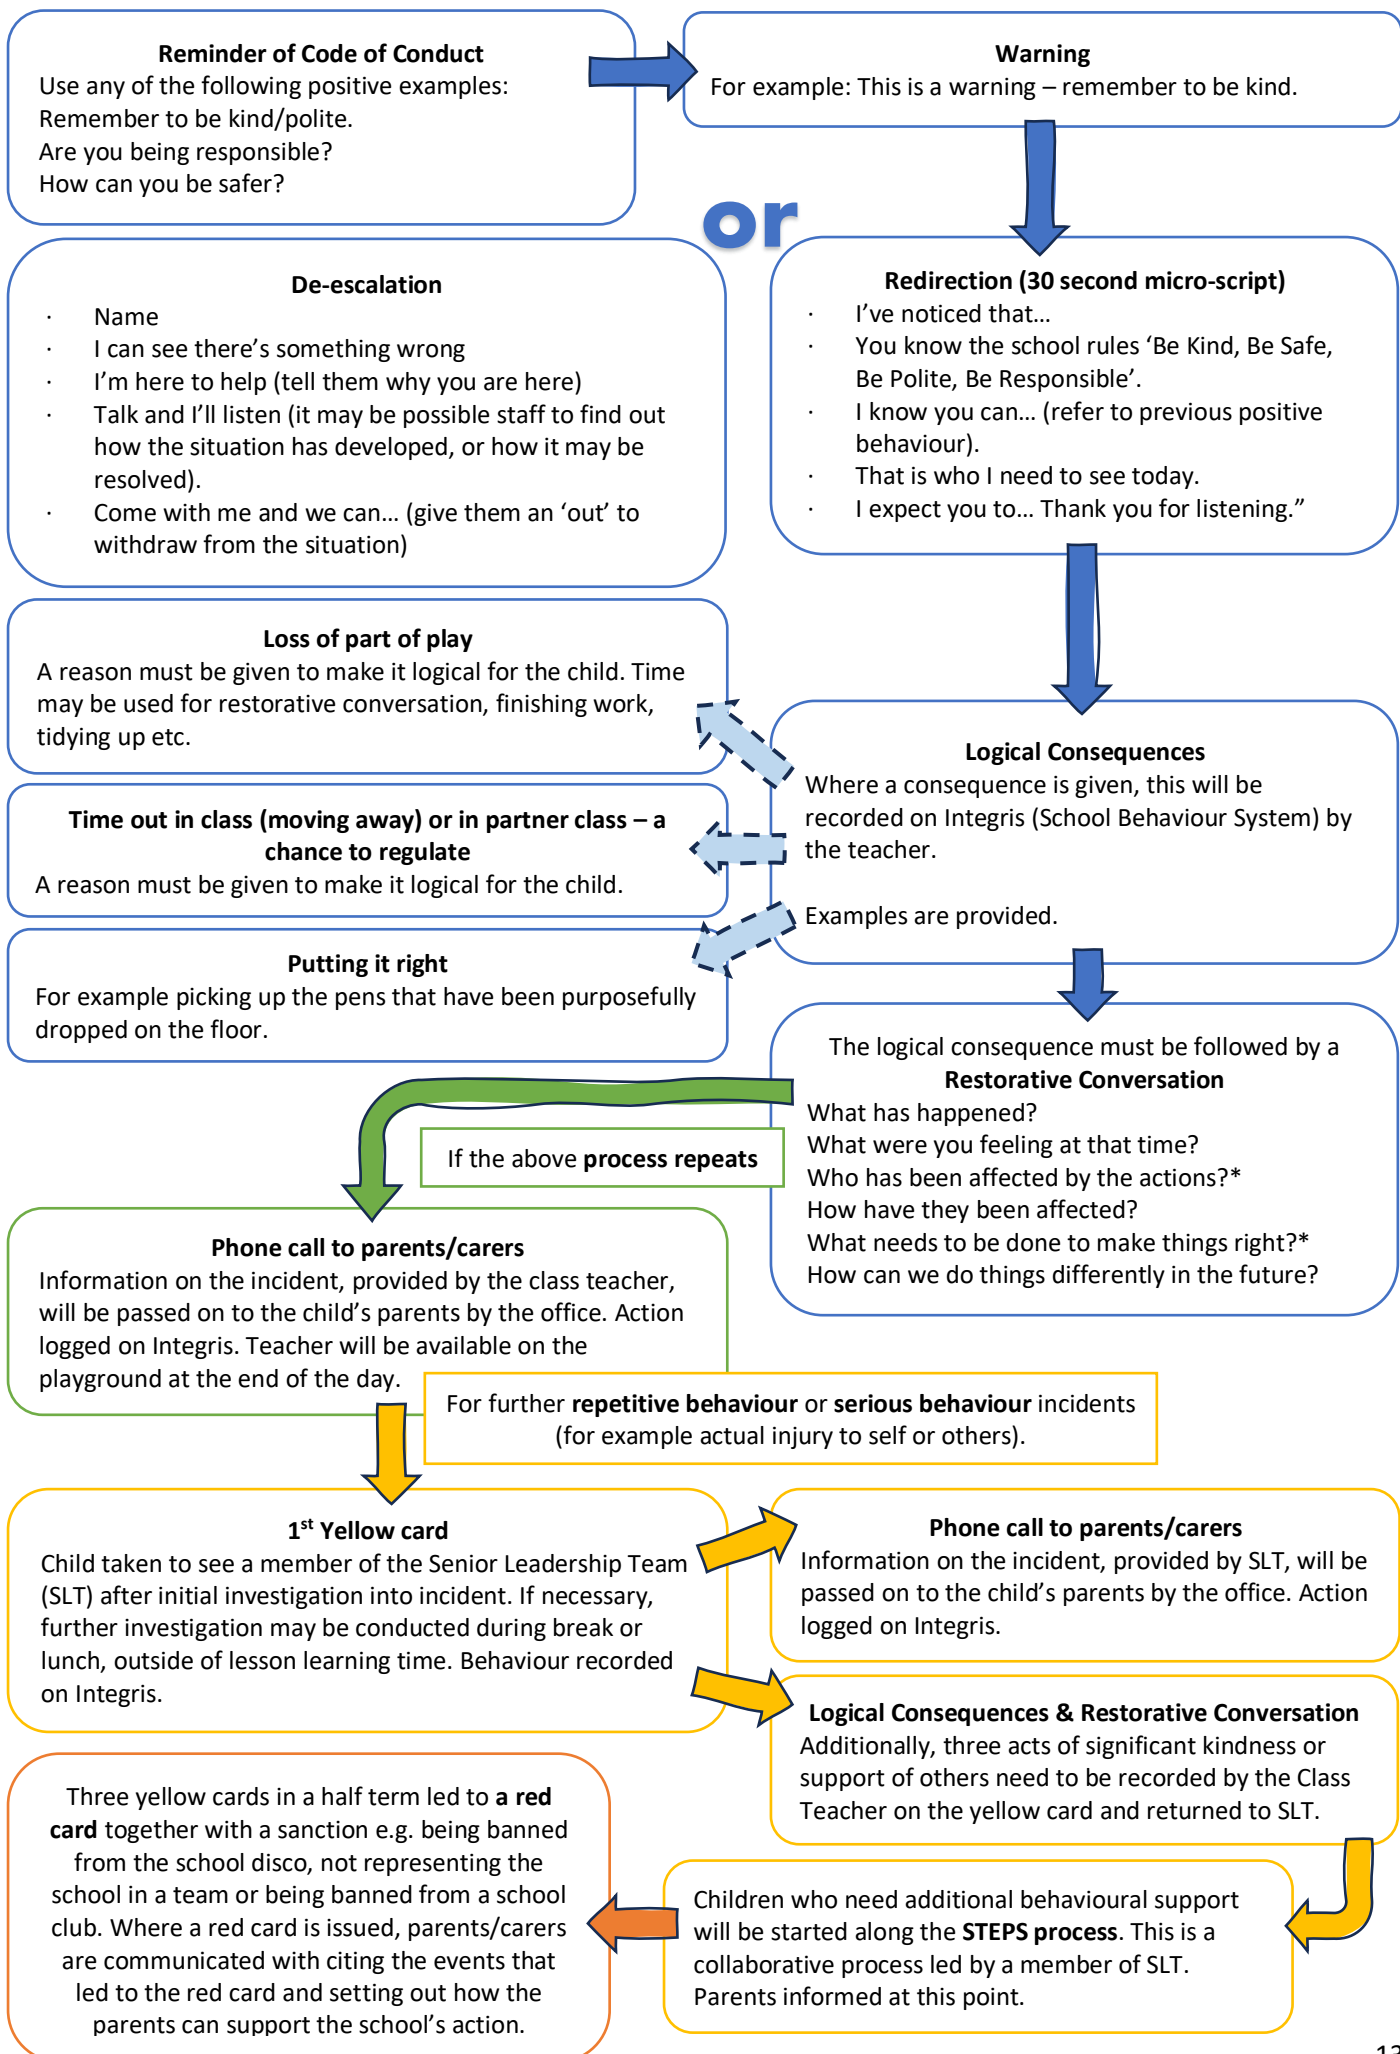 Reminder of Code of Conduct
Use any of the following positive examples:
Remember to be kind/polite.
Are you being responsible?
How can you be safer?
Warning
For example: This is a warning – remember to be kind.
or
De-escalation
· Name
· I can see there's something wrong
· I'm here to help (tell them why you are here)
· Talk and I'll listen (it may be possible staff to find out
how the situation has developed, or how it may be
resolved).
· Come with me and we can… (give them an 'out' to
withdraw from the situation)
Redirection (30 second micro-script)
· I've noticed that…
· You know the school rules 'Be Kind, Be Safe,
Be Polite, Be Responsible'.
· I know you can… (refer to previous positive
behaviour).
· That is who I need to see today.
· I expect you to… Thank you for listening."
Loss of part of play
A reason must be given to make it logical for the child. Time
may be used for restorative conversation, finishing work,
tidying up etc.
Time out in class (moving away) or in partner class – a
chance to regulate
A reason must be given to make it logical for the child.
Putting it right
For example picking up the pens that have been purposefully
dropped on the floor.
Logical Consequences
Where a consequence is given, this will be
recorded on Integris (School Behaviour System) by
the teacher.
Examples are provided.
The logical consequence must be followed by a
Restorative Conversation
What has happened?
What were you feeling at that time?
Who has been affected by the actions?*
How have they been affected?
What needs to be done to make things right?*
How can we do things differently in the future?
If the above process repeats
Phone call to parents/carers
Information on the incident, provided by the class teacher,
will be passed on to the child's parents by the office. Action
logged on Integris. Teacher will be available on the
playground at the end of the day.
For further repetitive behaviour or serious behaviour incidents
(for example actual injury to self or others).
1st Yellow card
Child taken to see a member of the Senior Leadership Team
(SLT) after initial investigation into incident. If necessary,
further investigation may be conducted during break or
lunch, outside of lesson learning time. Behaviour recorded
on Integris.
Phone call to parents/carers
Information on the incident, provided by SLT, will be
passed on to the child's parents by the office. Action
logged on Integris.
Logical Consequences & Restorative Conversation
Additionally, three acts of significant kindness or
support of others need to be recorded by the Class
Teacher on the yellow card and returned to SLT.
Three yellow cards in a half term led to a red
card together with a sanction e.g. being banned
from the school disco, not representing the
school in a team or being banned from a school
club. Where a red card is issued, parents/carers
are communicated with citing the events that
led to the red card and setting out how the
parents can support the school's action.
Children who need additional behavioural support
will be started along the STEPS process. This is a
collaborative process led by a member of SLT.
Parents informed at this point.